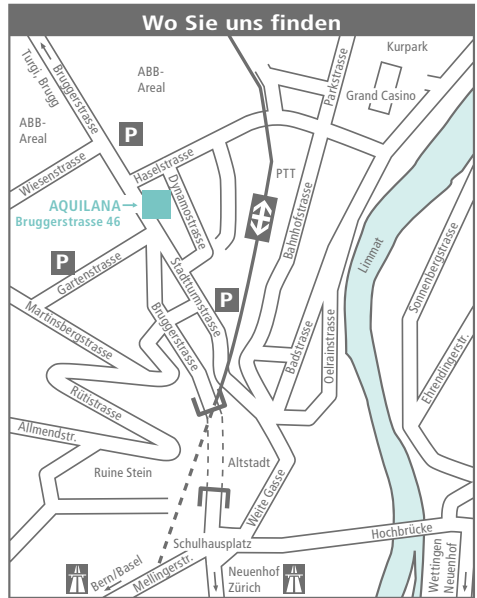 Wo Sie uns finden
Turgi, Brugg
Bruggerstrasse
ABB-
Areal
Parkstrasse
Kurpark
Grand Casino
ABB-
Areal
P
Wiesenstrasse
Haselstrasse
PTT
Dynamostrasse
AQUILANA
Bruggerstrasse 46
Bahnhofstrasse
Limmat
Sonnenbergstrasse
P
Gartenstrasse
Stadtturmstrasse
P
Martinsbergstrasse
Bruggerstrasse
Badstrasse
Oelrainstrasse
Ehrendingerstr.
Rütistrasse
Allmendstr.
Ruine Stein
Altstadt
Weite Gasse
Schulhausplatz
Hochbrücke
Bern/Basel
Mellingerstr.
Neuenhof
Zürich
Wettingen
Neuenhof